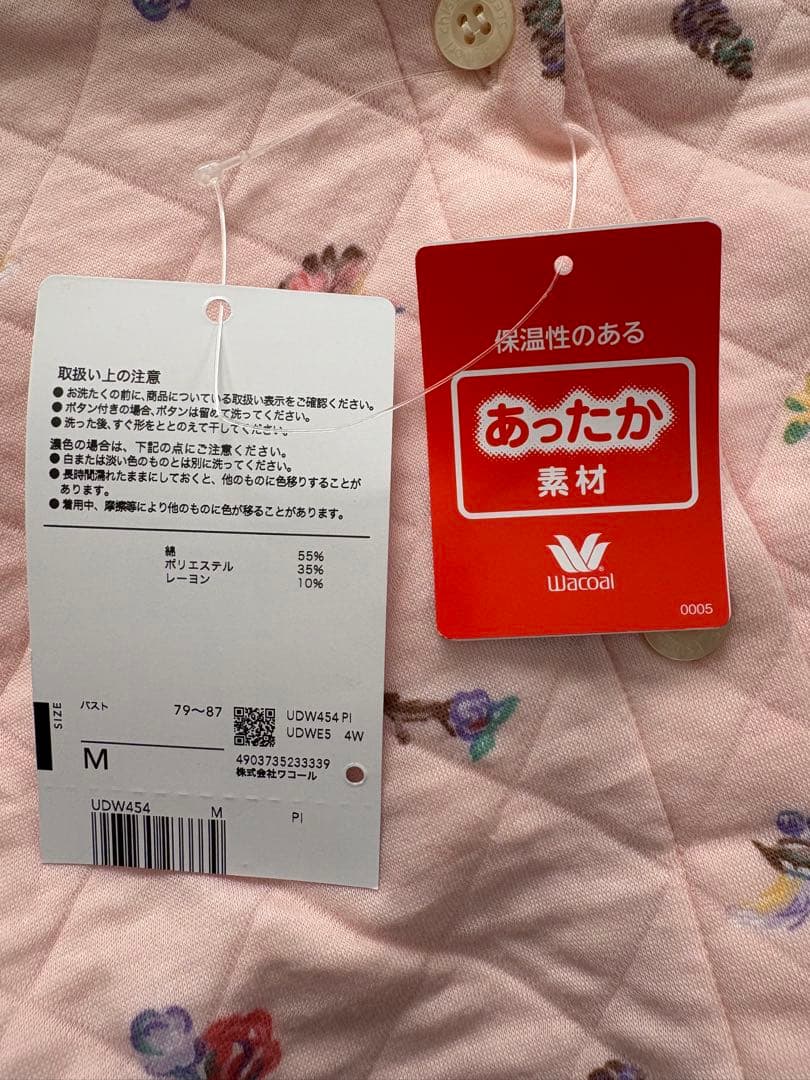 取扱い上の注意
● お洗たくの前に、商品についている取扱い表示をご確認ください。
● ボタン付きの場合、ボタンは留めて洗ってください。
● 洗った後、すぐ形をととのえて干してください。
濃色の場合は、下記の点にご注意ください。
● 白または淡い色のものとは別に洗ってください。
● 長時間濡れたままにしておくと、他のものに色移りすることが
あります。
● 着用中、摩擦等により他のものに色が移ることがあります。
綿 55%
ポリエステル 35%
レーヨン 10%
SIZE
バスト 79〜87
M
UDW454 PI
UDWE5 4W
4903735233339
株式会社ワコール
UDW454 M PI
保温性のある
あったか
素材
Wacoal
0005